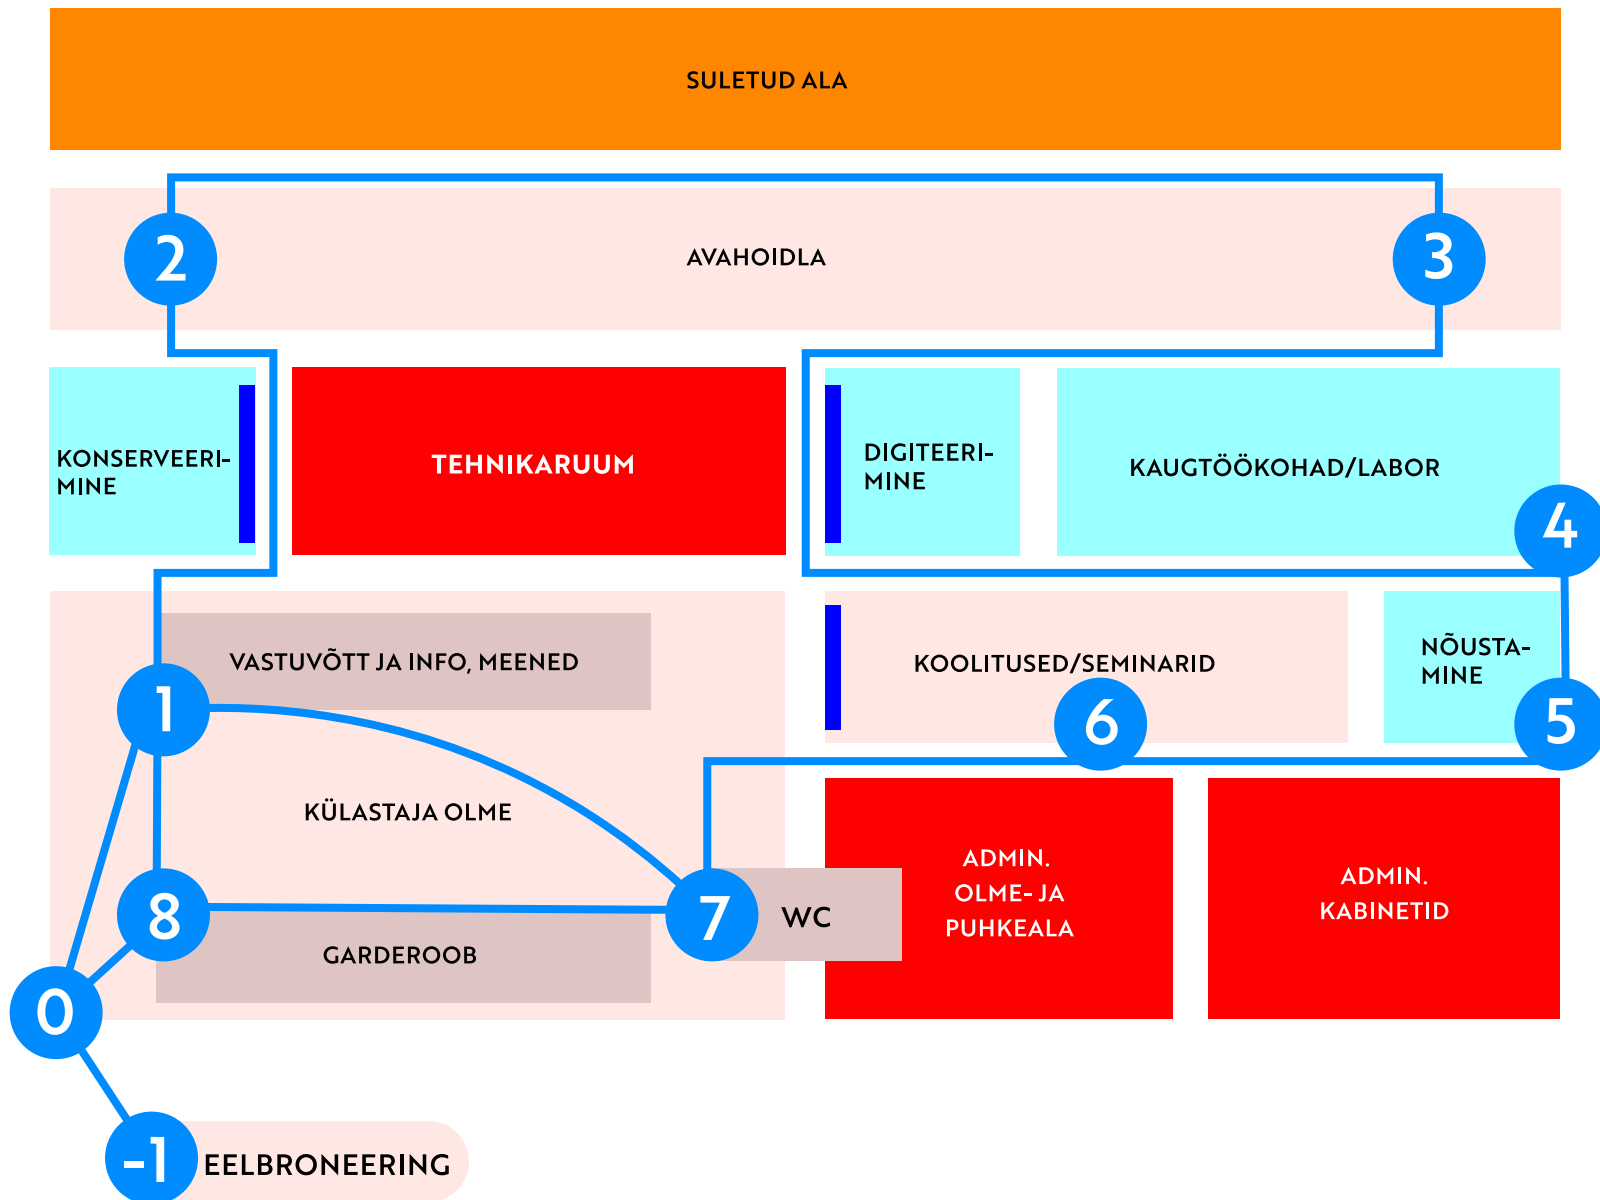 SULETUD ALA
2
AVAHOIDLA
3
KONSERVEERI-
MINE
TEHNIKARUUM
DIGITEERI-
MINE
KAUGTÖÖKOHAD/LABOR
4
VASTUVÕTT JA INFO, MEENED
1
KOOLITUSED/SEMINARID
6
NÕUSTA-
MINE
5
KÜLASTAJA OLME
8
GARDEROOB
7
WC
ADMIN.
OLME- JA
PUHKEALA
ADMIN.
KABINETID
0
-1
EELBRONEERING